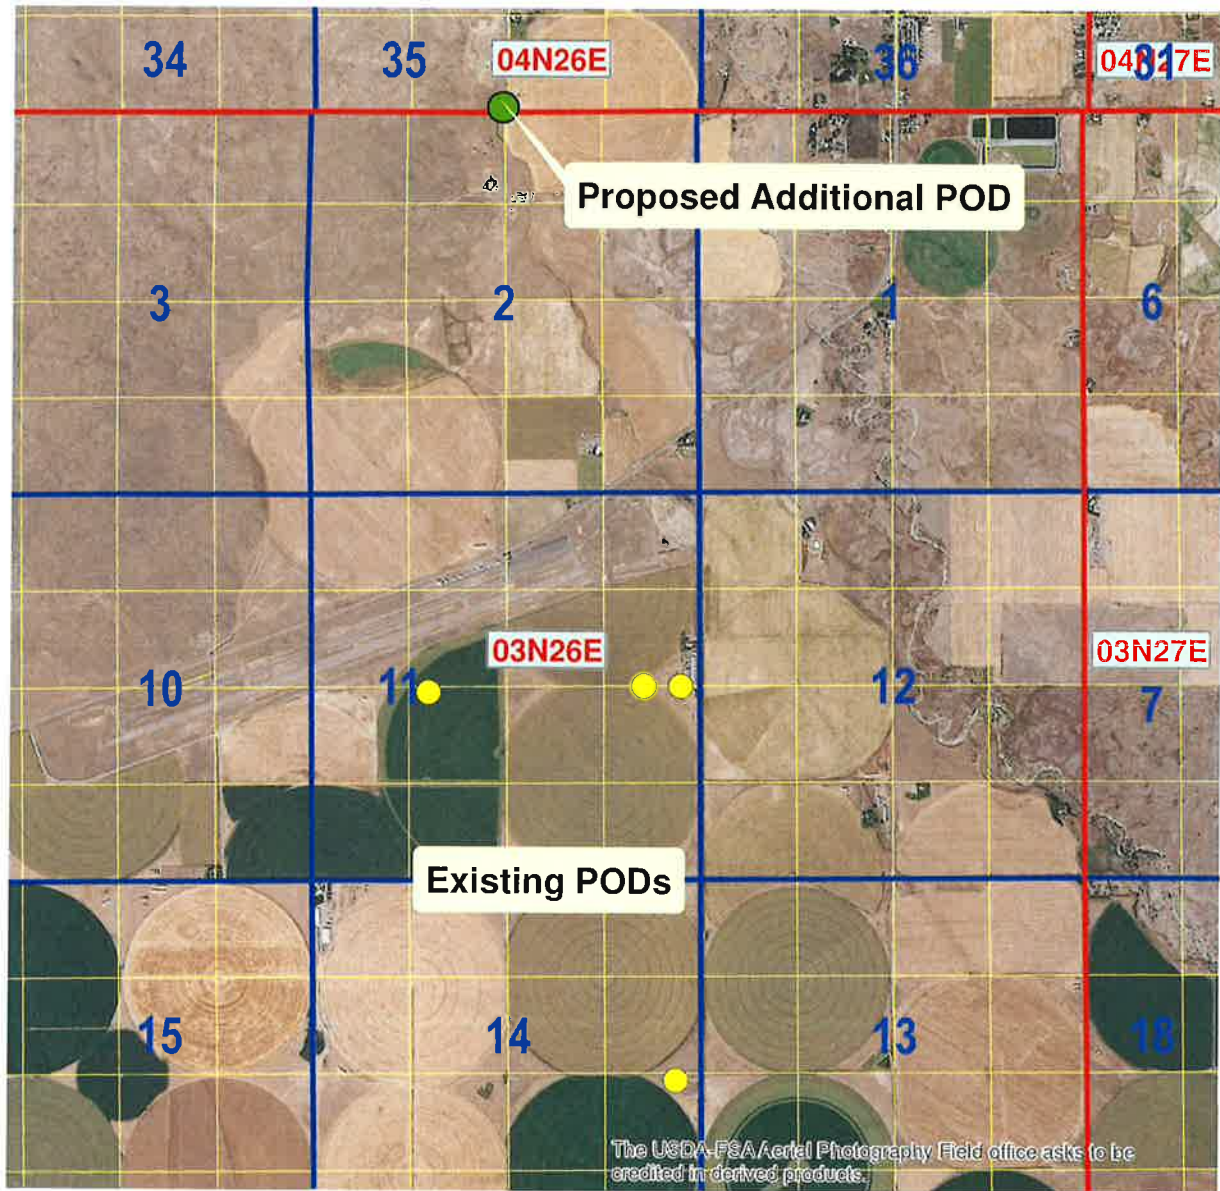 34
35
04N26E
36
04N27E
31
Proposed Additional POD
3
2
1
6
03N26E
03N27E
10
11
12
7
Existing PODs
15
14
13
18
The USDA-FSA Aerial Photography Field office asks to be
credited in derived products.